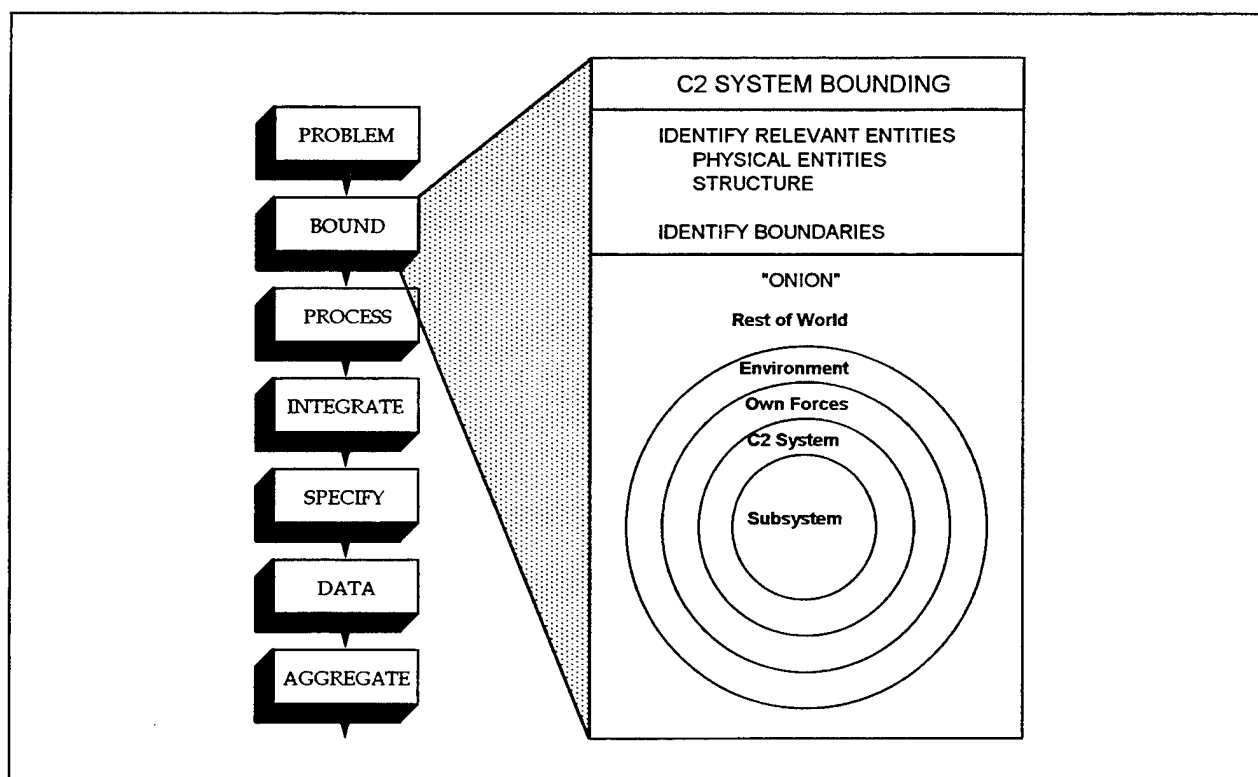 PROBLEM
BOUND
PROCESS
INTEGRATE
SPECIFY
DATA
AGGREGATE
C2 SYSTEM BOUNDING
IDENTIFY RELEVANT ENTITIES
PHYSICAL ENTITIES
STRUCTURE
IDENTIFY BOUNDARIES
"ONION"
Rest of World
Environment
Own Forces
C2 System
Subsystem